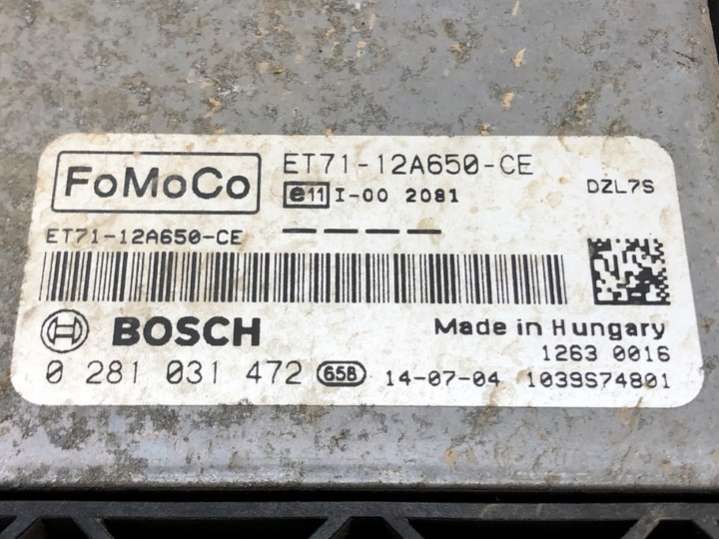 FoMoCo
ET71-12A650-CE
e11 I-00 2081
DZL7S
ET71-12A650-CE
BOSCH
Made in Hungary
1263 0016
0 281 031 472 65B 14-07-04 1039S74801